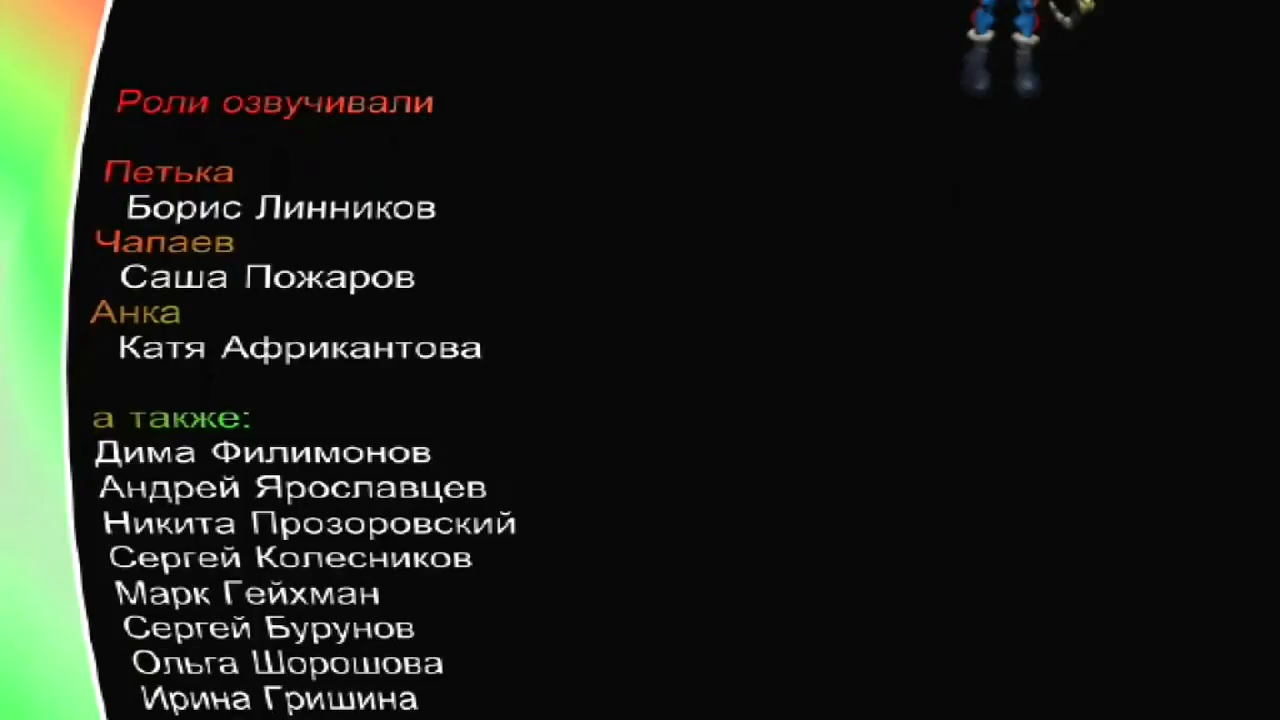 Роли озвучивали
Петька
Борис Линников
Чапаев
Саша Пожаров
Анка
Катя Африкантова
а также:
Дима Филимонов
Андрей Ярославцев
Никита Прозоровский
Сергей Колесников
Марк Гейхман
Сергей Бурунов
Ольга Шорошова
Ирина Гришина